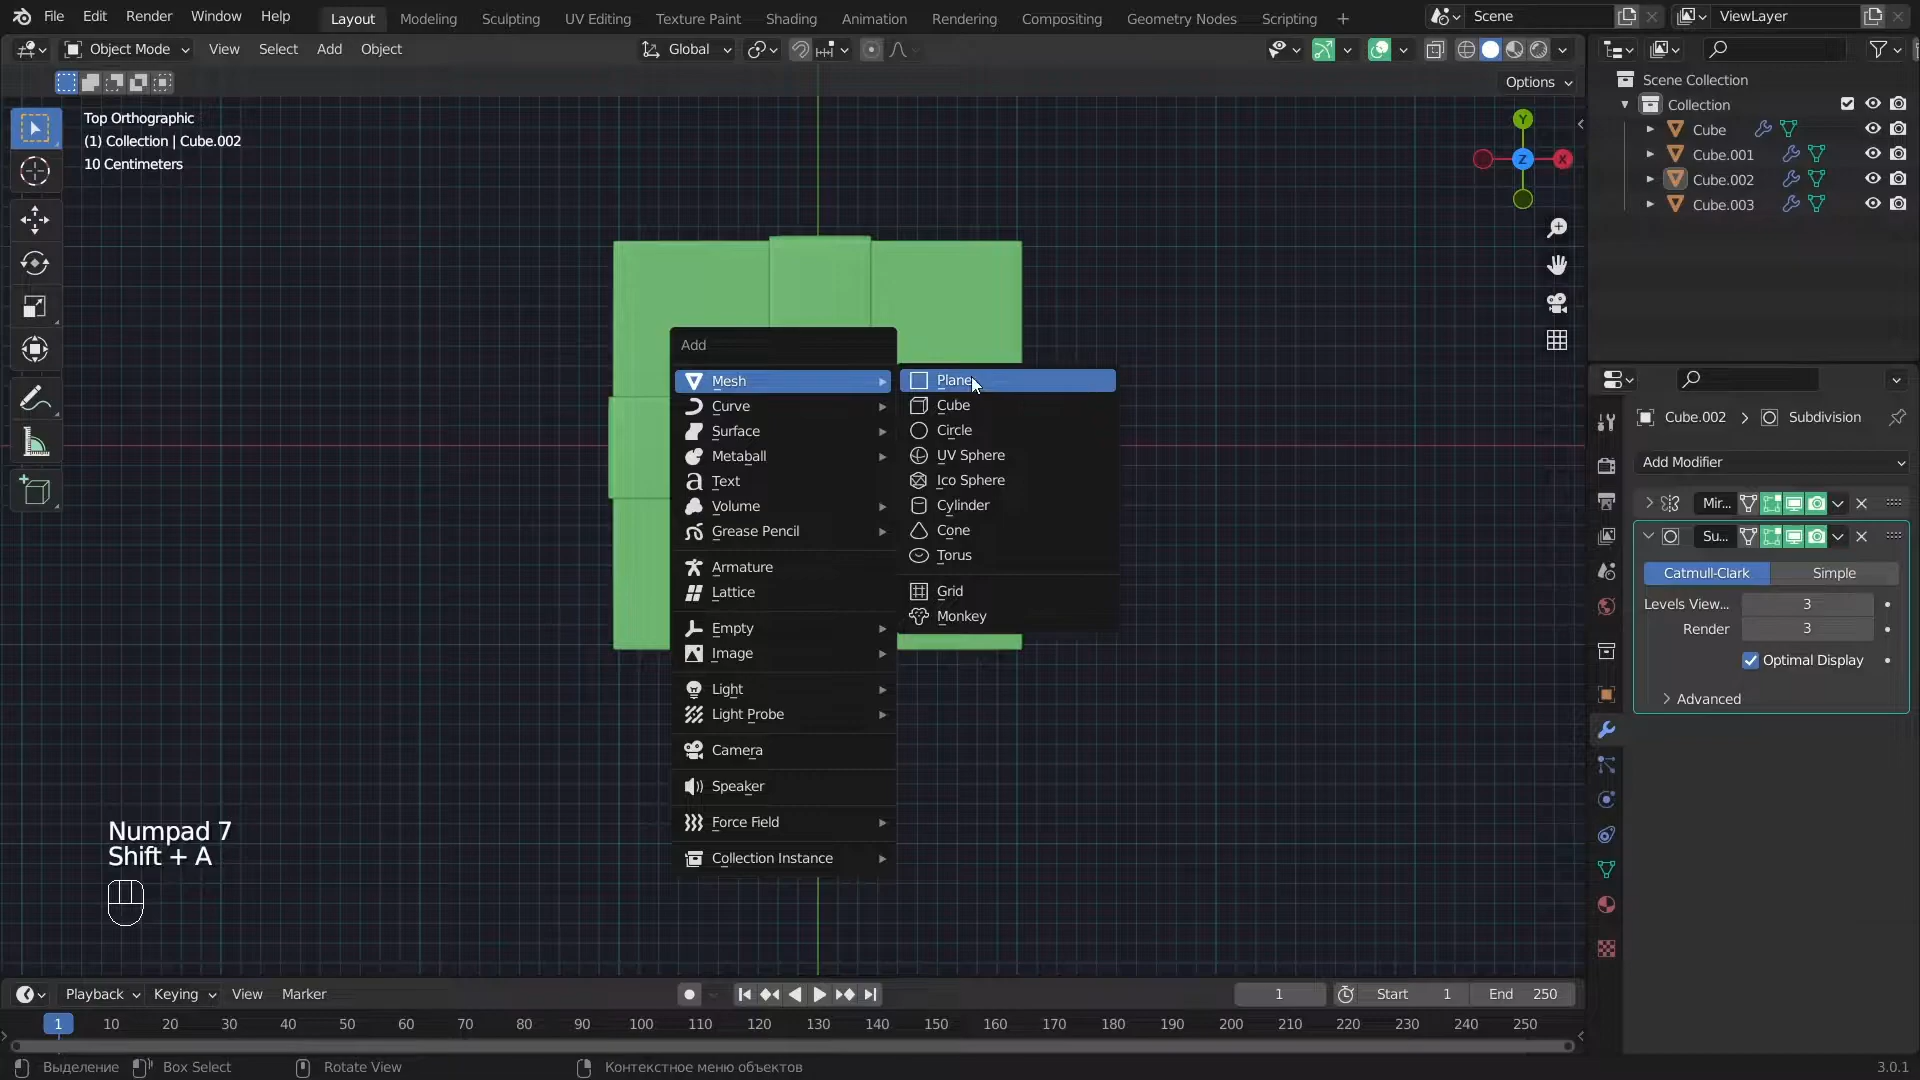 File Edit Render Window Help Layout Modeling Sculpting UV Editing Texture Paint Shading Animation Rendering Compositing Geometry Nodes Scripting + Scene ViewLayer
Object Mode View Select Add Object Global
Options
Top Orthographic
(1) Collection | Cube.002
10 Centimeters
Y
Z
X
Scene Collection
Collection
Cube
Cube.001
Cube.002
Cube.003
Add
Mesh
Curve
Surface
Metaball
Text
Volume
Grease Pencil
Armature
Lattice
Empty
Image
Light
Light Probe
Camera
Speaker
Force Field
Collection Instance
Plane
Cube
Circle
UV Sphere
Ico Sphere
Cylinder
Cone
Torus
Grid
Monkey
Cube.002 > Subdivision
Add Modifier
Mir...
Su...
Catmull-Clark Simple
Levels View... 3
Render 3
Optimal Display
Advanced
Numpad 7
Shift + A
Playback Keying View Marker 1 Start 1 End 250
1 10 20 30 40 50 60 70 80 90 100 110 120 130 140 150 160 170 180 190 200 210 220 230 240 250
Выделение Box Select Rotate View Контекстное меню объектов 3.0.1